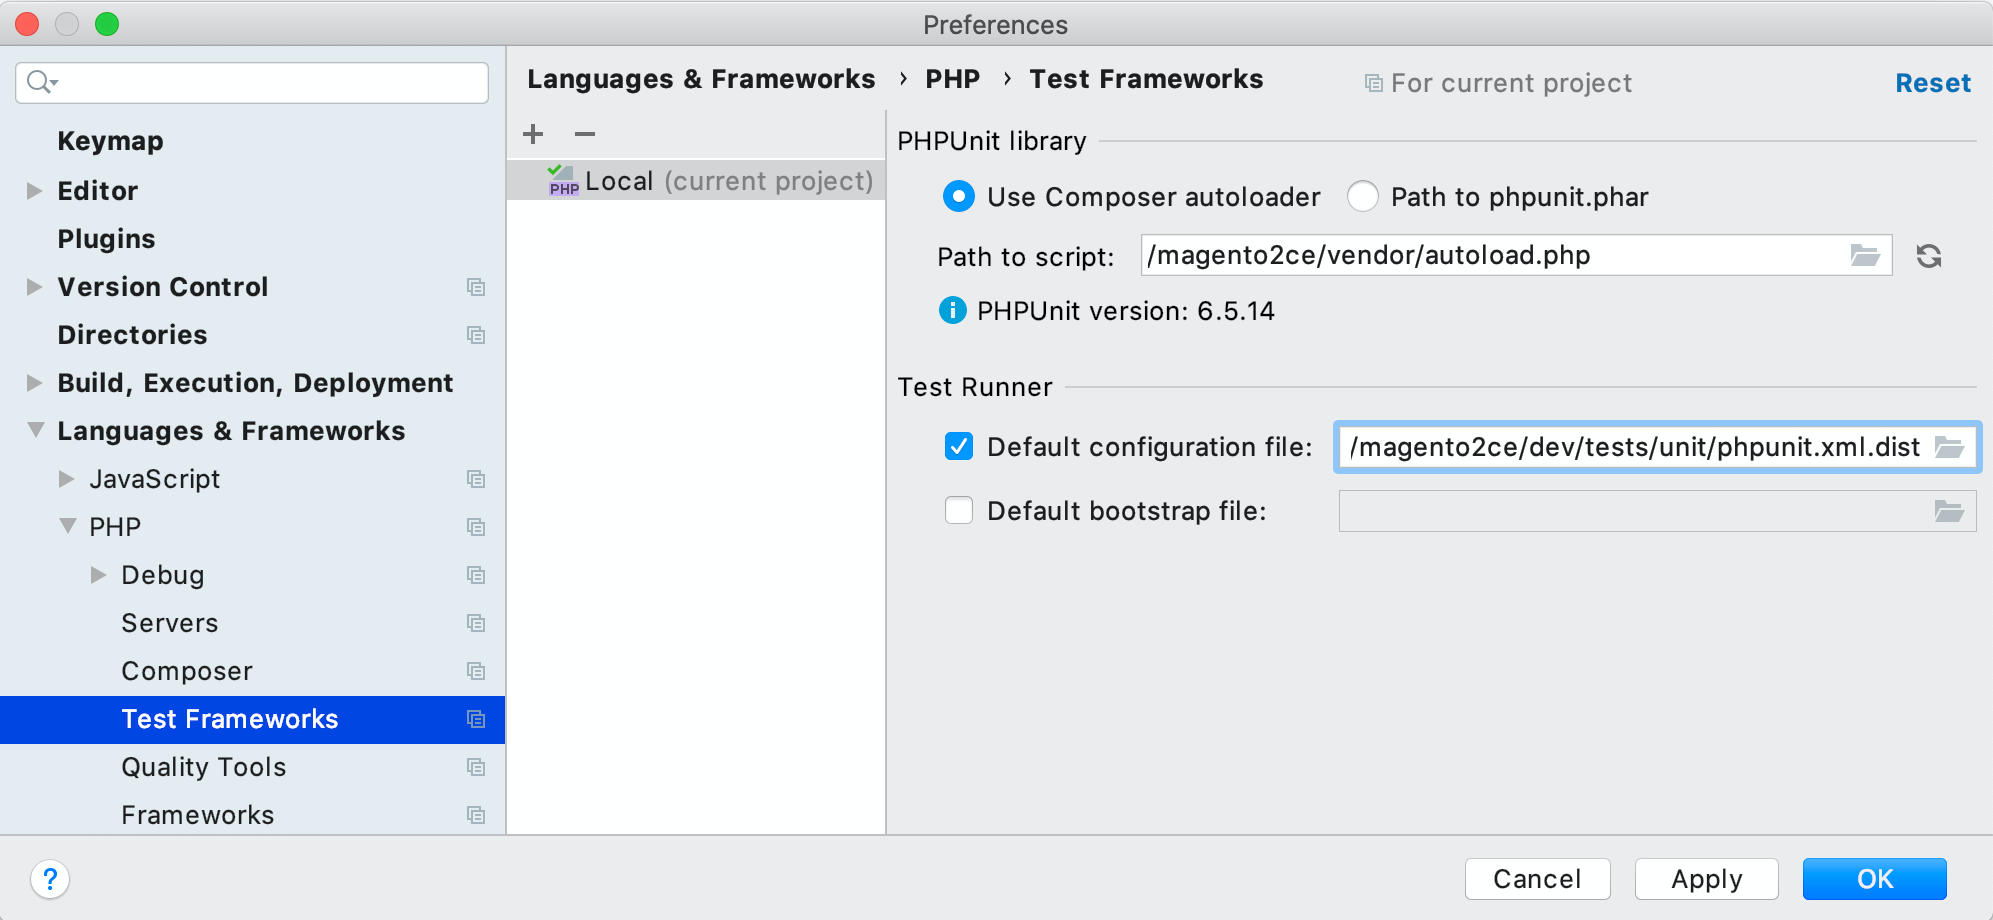 Preferences
Keymap
Editor
Plugins
Version Control
Directories
Build, Execution, Deployment
Languages & Frameworks
JavaScript
PHP
Debug
Servers
Composer
Test Frameworks
Quality Tools
Frameworks
Languages & Frameworks › PHP › Test Frameworks
For current project
Reset
PHP Local (current project)
PHPUnit library
Use Composer autoloader
Path to phpunit.phar
Path to script: /magento2ce/vendor/autoload.php
PHPUnit version: 6.5.14
Test Runner
Default configuration file: /magento2ce/dev/tests/unit/phpunit.xml.dist
Default bootstrap file:
?
Cancel
Apply
OK